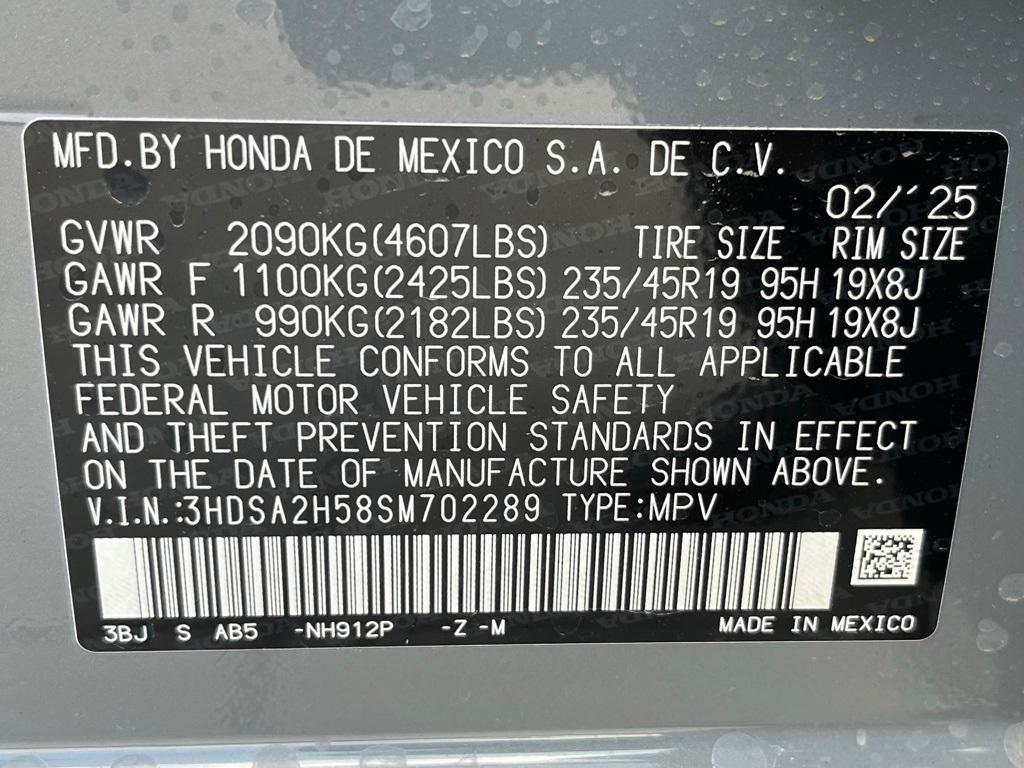 MFD.BY HONDA DE MEXICO S.A. DE C.V.
02/'25
GVWR 2090KG(4607LBS) TIRE SIZE RIM SIZE
GAWR F 1100KG(2425LBS) 235/45R19 95H 19X8J
GAWR R 990KG(2182LBS) 235/45R19 95H 19X8J
THIS VEHICLE CONFORMS TO ALL APPLICABLE
FEDERAL MOTOR VEHICLE SAFETY
AND THEFT PREVENTION STANDARDS IN EFFECT
ON THE DATE OF MANUFACTURE SHOWN ABOVE.
V.I.N.:3HDSA2H58SM702289 TYPE:MPV
3BJ S AB5 -NH912P -Z -M MADE IN MEXICO